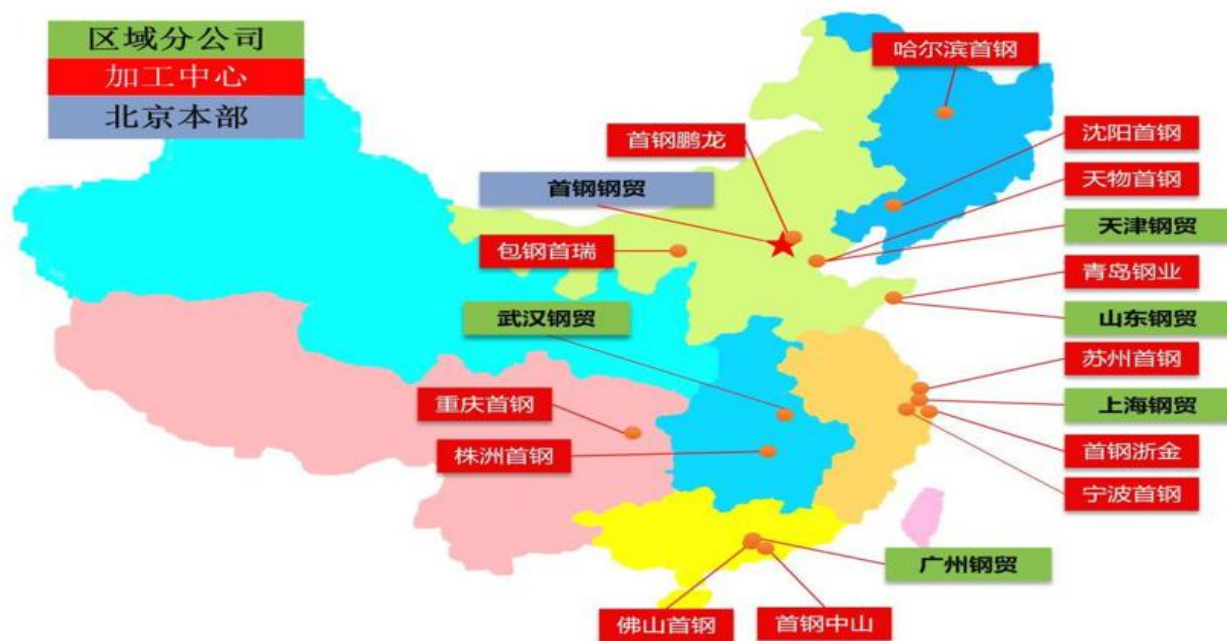 区域分公司
加工中心
北京本部
哈尔滨首钢
沈阳首钢
首钢鹏龙
天物首钢
首钢钢贸
天津钢贸
包钢首瑞
青岛钢业
武汉钢贸
山东钢贸
苏州首钢
重庆首钢
上海钢贸
株洲首钢
首钢浙金
宁波首钢
广州钢贸
佛山首钢
首钢中山